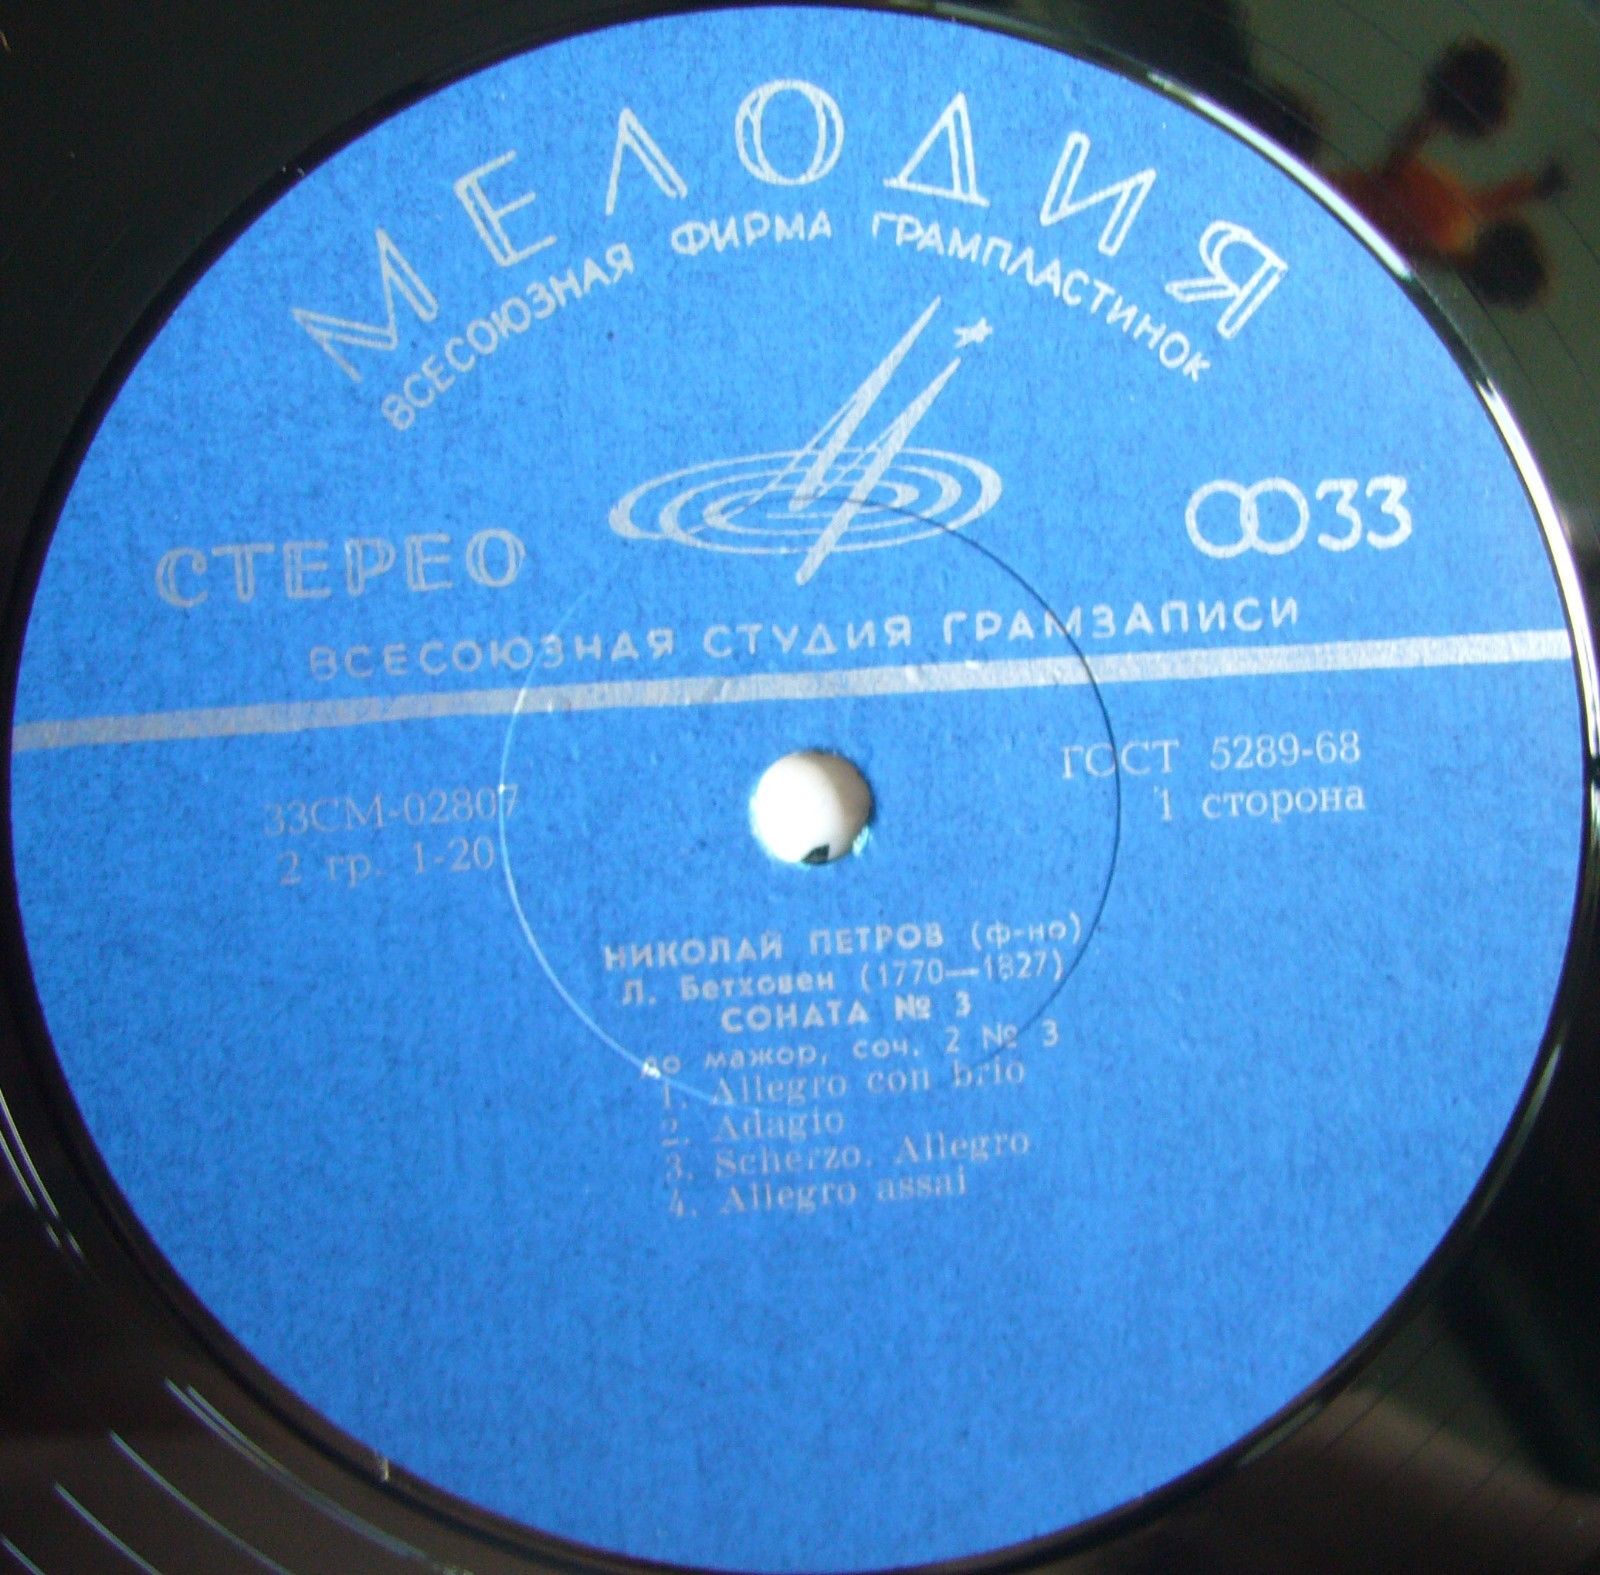 МЕЛОДИЯ
ВСЕСОЮЗНАЯ ФИРМА ГРАМПЛАСТИНОК
СТЕРЕО
33
ВСЕСОЮЗНАЯ СТУДИЯ ГРАМЗАПИСИ
33СМ-02807
2 гр. 1-20
ГОСТ 5289-68
1 сторона
НИКОЛАЙ ПЕТРОВ (ф-но)
Л. Бетховен (1770—1827)
СОНАТА № 3
до мажор, соч. 2 № 3
1. Allegro con brio
2. Adagio
3. Scherzo. Allegro
4. Allegro assai